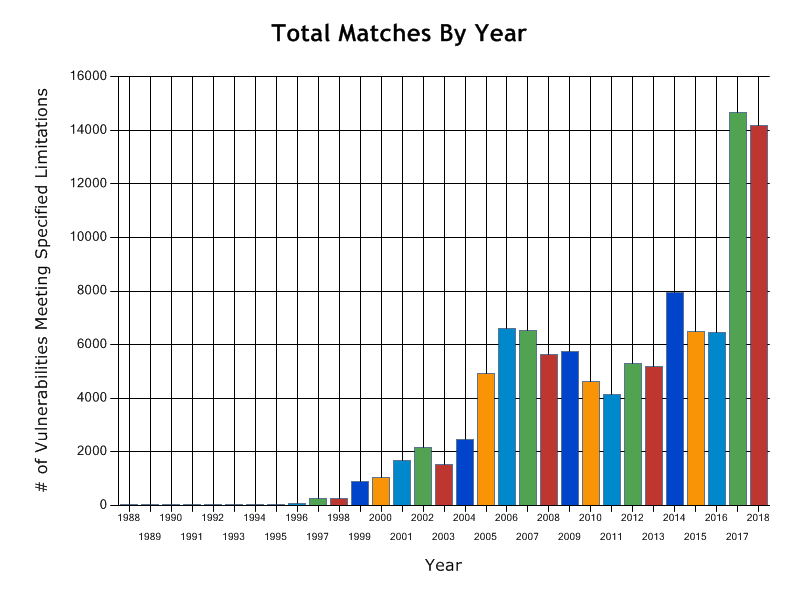 Total Matches By Year
# of Vulnerabilities Meeting Specified Limitations
16000
14000
12000
10000
8000
6000
4000
2000
0
1988 1990 1992 1994 1996 1998 2000 2002 2004 2006 2008 2010 2012 2014 2016 2018
1989 1991 1993 1995 1997 1999 2001 2003 2005 2007 2009 2011 2013 2015 2017
Year